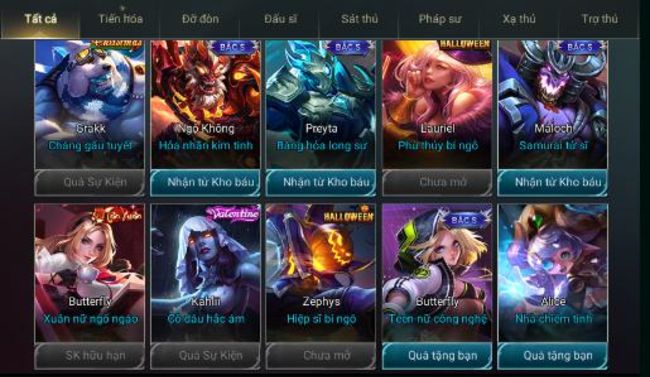 Tất cả
Tiến hóa
Đỡ đòn
Đấu sĩ
Sát thủ
Pháp sư
Xạ thủ
Trợ thủ
Christmas
BẬC S
BẬC S
HALLOWEEN
BẬC S
Grakk
Ngộ Không
Preyta
Lauriel
Maloch
Chàng gấu tuyết
Hỏa nhãn kim tinh
Băng hỏa long sư
Phù thủy bí ngô
Samurai tử sĩ
Quà Sự Kiện
Nhận từ Kho báu
Nhận từ Kho báu
Chưa mở
Nhận từ Kho báu
Tân Xuân
Valentine
HALLOWEEN
BẬC S
Butterfly
Kahlii
Zephys
Butterfly
Alice
Xuân nữ ngổ ngáo
Cô dâu hắc ám
Hiệp sĩ bí ngô
Teen nữ công nghệ
Nhà chiêm tinh
SK hữu hạn
Quà Sự Kiện
Chưa mở
Quà tặng bạn
Quà tặng bạn